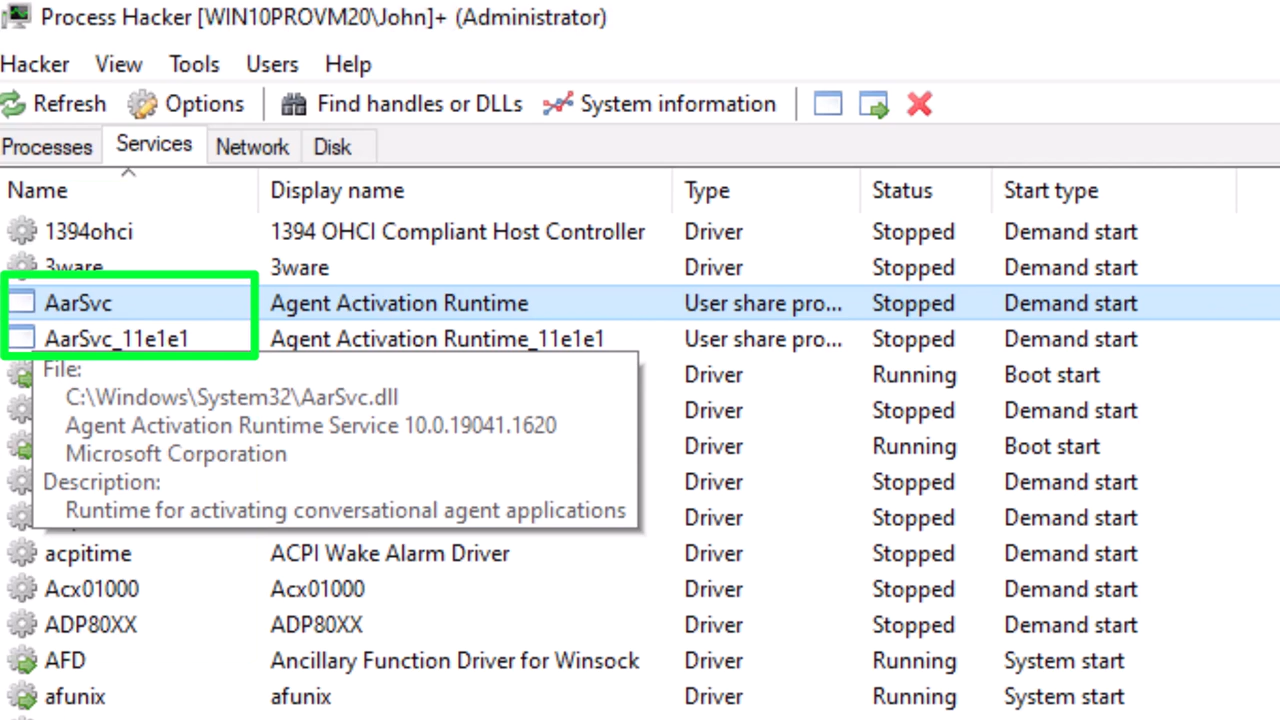 Process Hacker [WIN10PROVM20\John]+ (Administrator)
Hacker View Tools Users Help
Refresh Options Find handles or DLLs System information
Processes Services Network Disk
Name Display name Type Status Start type
1394ohci 1394 OHCI Compliant Host Controller Driver Stopped Demand start
3ware 3ware Driver Stopped Demand start
AarSvc Agent Activation Runtime User share pro... Stopped Demand start
AarSvc_11e1e1 Agent Activation Runtime_11e1e1 User share pro... Stopped Demand start
File:
Driver Running Boot start
C:\Windows\System32\AarSvc.dll
Driver Stopped Demand start
Agent Activation Runtime Service 10.0.19041.1620
Driver Running Boot start
Microsoft Corporation
Description:
Driver Stopped Demand start
Runtime for activating conversational agent applications
Driver Stopped Demand start
acpitime ACPI Wake Alarm Driver Driver Stopped Demand start
Acx01000 Acx01000 Driver Stopped Demand start
ADP80XX ADP80XX Driver Stopped Demand start
AFD Ancillary Function Driver for Winsock Driver Running System start
afunix afunix Driver Running System start